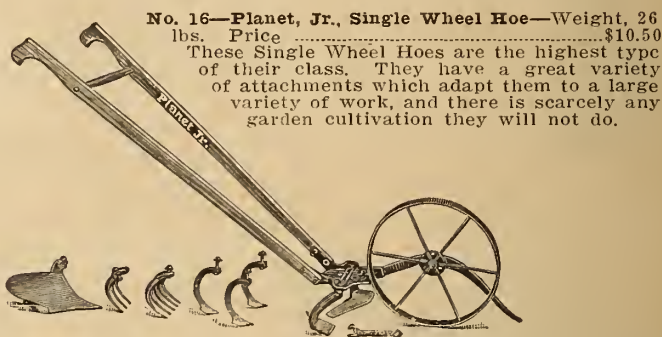 No. 16—Planet, Jr., Single Wheel Hoe—Weight, 26
lbs. Price ........................................$10.50
These Single Wheel Hoes are the highest type
of their class. They have a great variety
of attachments which adapt them to a large
variety of work, and there is scarcely any
garden cultivation they will not do.
Planet Jr.